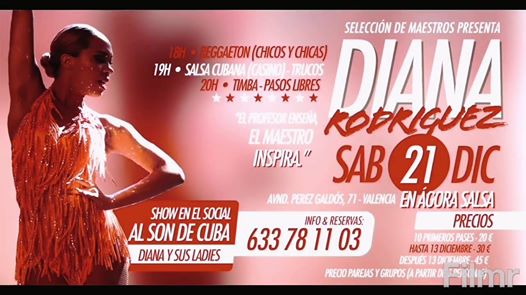 SELECCIÓN DE MAESTROS PRESENTA
DIANA
RODRIGUEZ
SAB 21 DIC
EN ÁGORA SALSA
AVND. PEREZ GALDÓS, 71 - VALENCIA
18H • REGGAETON (CHICOS Y CHICAS)
19H • SALSA CUBANA (CASINO) - TRUCOS
20H • TIMBA - PASOS LIBRES
"EL PROFESOR ENSEÑA,
EL MAESTRO
INSPIRA."
SHOW EN EL SOCIAL
AL SON DE CUBA
DIANA Y SUS LADIES
INFO & RESERVAS:
633 78 11 03
PRECIOS
10 PRIMEROS PASES - 20 €
HASTA 13 DICIEMBRE - 30 €
DESPUÉS 13 DICIEMBRE - 45 €
PRECIO PAREJAS Y GRUPOS (A PARTIR DE
Filmr